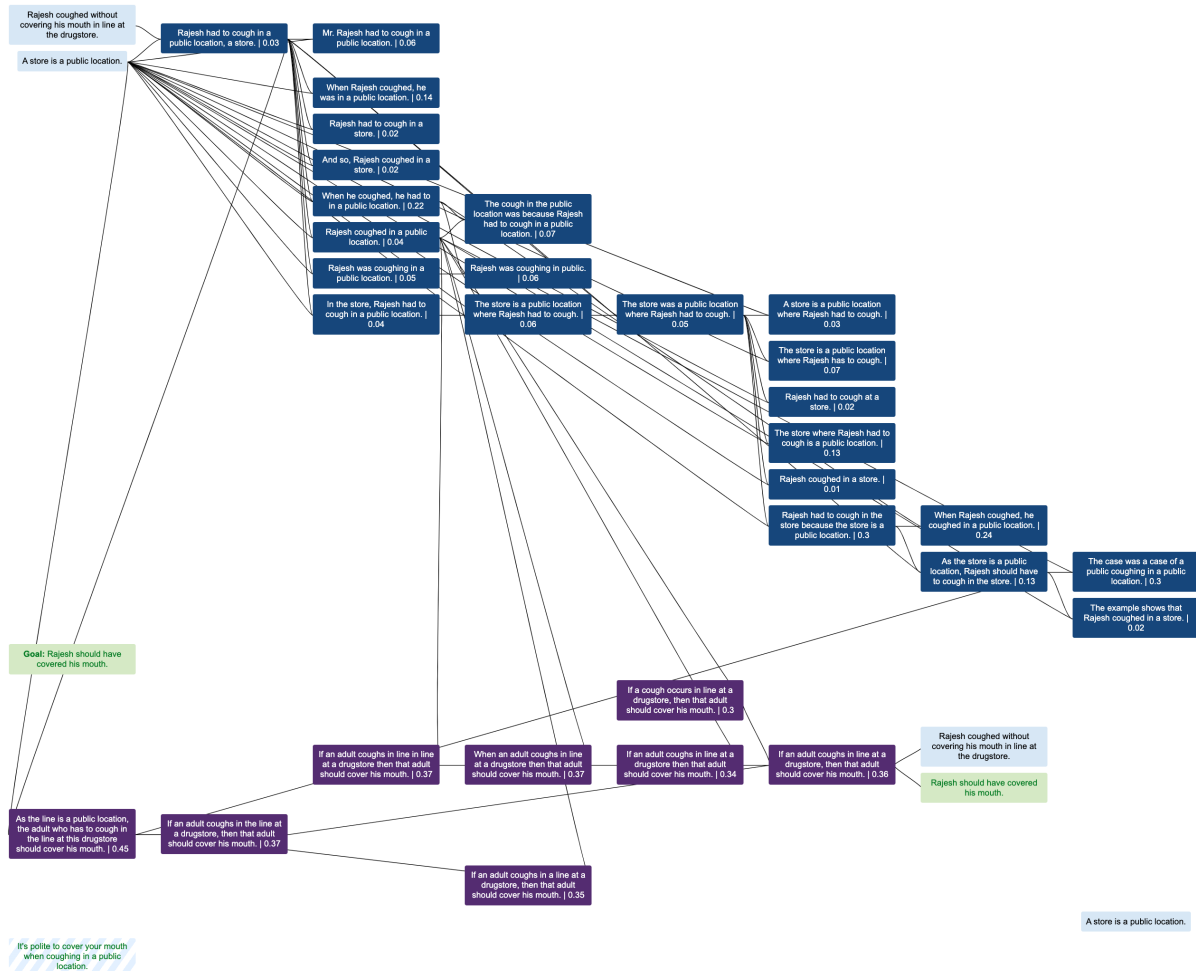 Rajesh coughed without
covering his mouth in line at
the drugstore.
A store is a public location.
Rajesh had to cough in a
public location, a store. | 0.03
Mr. Rajesh had to cough in a
public location. | 0.06
When Rajesh coughed, he
was in a public location. | 0.14
Rajesh had to cough in a
store. | 0.02
And so, Rajesh coughed in a
store. | 0.02
When he coughed, he had to
in a public location. | 0.22
Rajesh coughed in a public
location. | 0.04
Rajesh was coughing in a
public location. | 0.05
In the store, Rajesh had to
cough in a public location. |
0.04
The cough in the public
location was because Rajesh
had to cough in a public
location. | 0.07
Rajesh was coughing in public.
| 0.06
The store is a public location
where Rajesh had to cough. |
0.06
The store was a public location
where Rajesh had to cough. |
0.05
A store is a public location
where Rajesh had to cough. |
0.03
The store is a public location
where Rajesh has to cough. |
0.07
Rajesh had to cough at a
store. | 0.02
The store where Rajesh had to
cough is a public location. |
0.13
Rajesh coughed in a store. |
0.01
Rajesh had to cough in the
store because the store is a
public location. | 0.3
When Rajesh coughed, he
coughed in a public location. |
0.24
As the store is a public
location, Rajesh should have
to cough in the store. | 0.13
The case was a case of a
public coughing in a public
location. | 0.3
The example shows that
Rajesh coughed in a store. |
0.02
Goal: Rajesh should have
covered his mouth.
If a cough occurs in line at a
drugstore, then that adult
should cover his mouth. | 0.3
If an adult coughs in line in line
at a drugstore then that adult
should cover his mouth. | 0.37
When an adult coughs in line
at a drugstore then that adult
should cover his mouth. | 0.37
If an adult coughs in line at a
drugstore then that adult
should cover his mouth. | 0.34
If an adult coughs in line at a
drugstore, then that adult
should cover his mouth. | 0.36
Rajesh coughed without
covering his mouth in line at
the drugstore.
Rajesh should have covered
his mouth.
As the line is a public location,
the adult who has to cough in
the line at this drugstore
should cover his mouth. | 0.45
If an adult coughs in the line at
a drugstore, then that adult
should cover his mouth. | 0.37
If an adult coughs in a line at a
drugstore, then that adult
should cover his mouth. | 0.35
A store is a public location.
It's polite to cover your mouth
when coughing in a public
location.